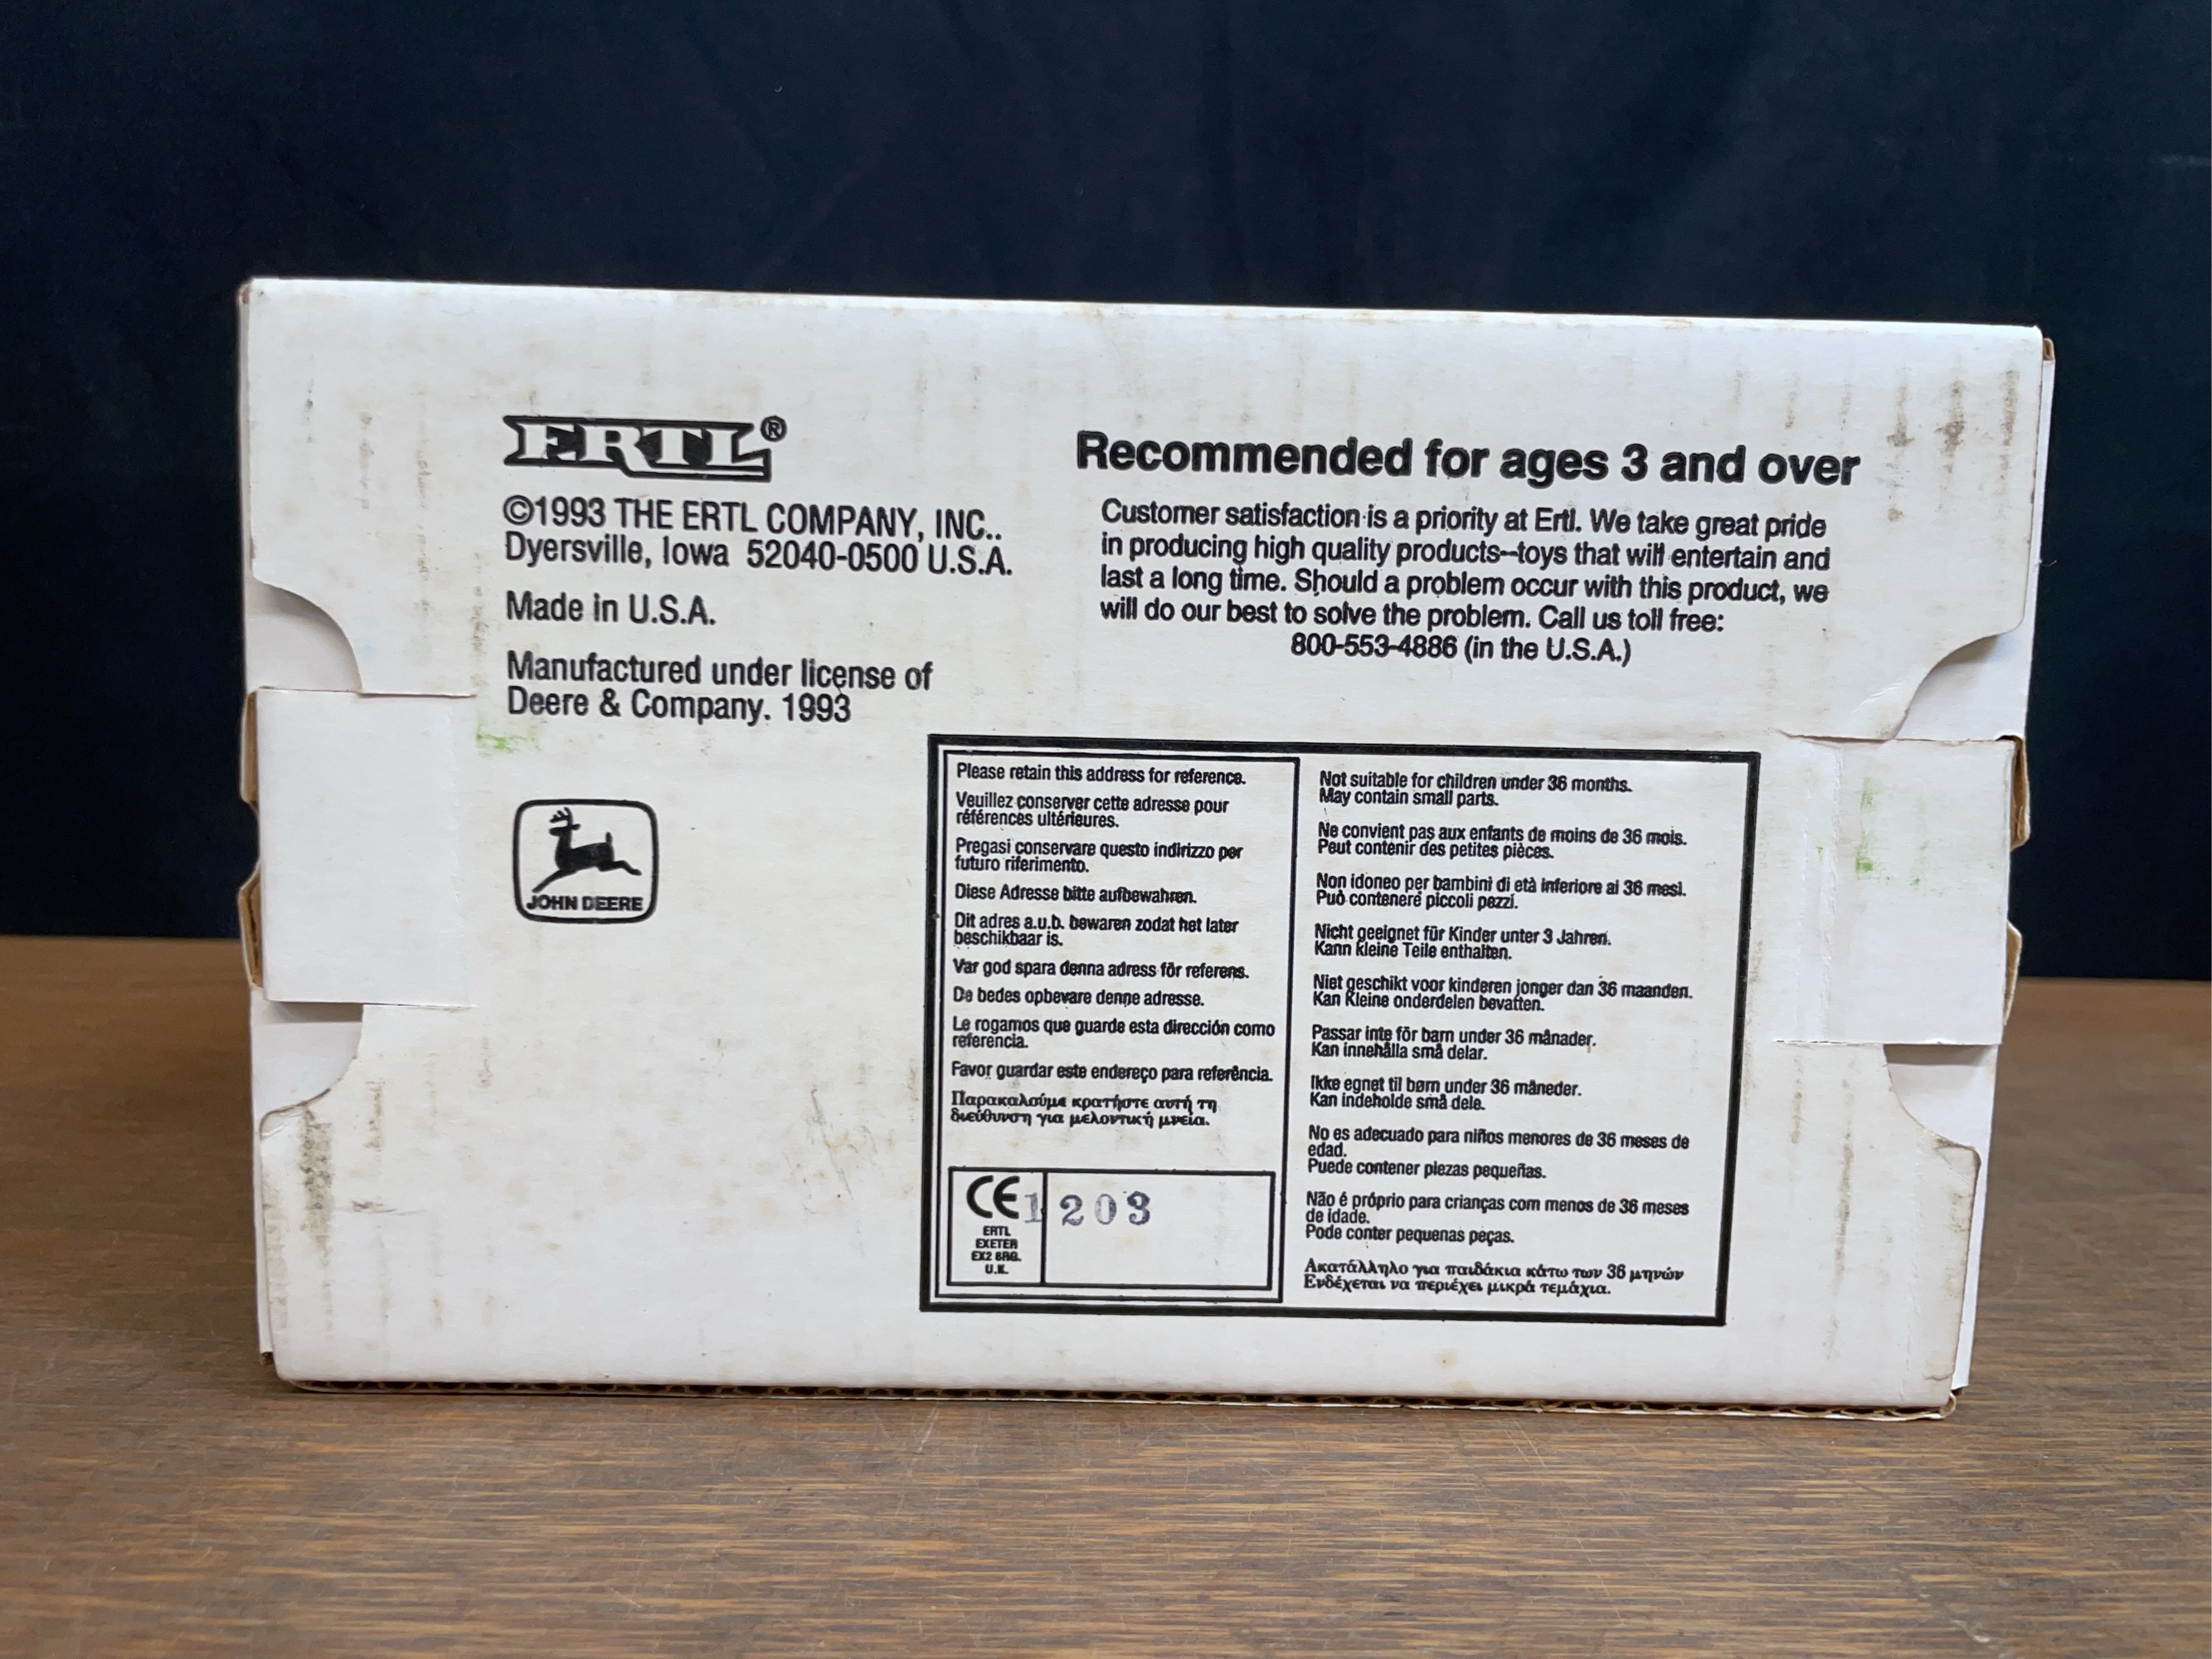 ERTL®
©1993 THE ERTL COMPANY, INC..
Dyersville, Iowa 52040-0500 U.S.A.
Made in U.S.A.
Manufactured under license of
Deere & Company. 1993
JOHN DEERE
Recommended for ages 3 and over
Customer satisfaction is a priority at Ertl. We take great pride
in producing high quality products--toys that will entertain and
last a long time. Should a problem occur with this product, we
will do our best to solve the problem. Call us toll free:
800-553-4886 (in the U.S.A.)
Please retain this address for reference.
Veuillez conserver cette adresse pour
références ultérieures.
Pregasi conservare questo indirizzo per
futuro riferimento.
Diese Adresse bitte aufbewahren.
Dit adres a.u.b. bewaren zodat het later
beschikbaar is.
Var god spara denna adress för referens.
De bedes opbevare denne adresse.
Le rogamos que guarde esta dirección como
referencia.
Favor guardar este endereço para referência.
Παρακαλούμε κρατήστε αυτή τη
διεύθυνση για μελοντική μνεία.
CE
1203
ERTL
EXETER
EX2 8RG.
U.K.
Not suitable for children under 36 months.
May contain small parts.
Ne convient pas aux enfants de moins de 36 mois.
Peut contenir des petites pièces.
Non idoneo per bambini di età inferiore ai 36 mesi.
Può contenere piccoli pezzi.
Nicht geeignet für Kinder unter 3 Jahren.
Kann kleine Teile enthalten.
Niet geschikt voor kinderen jonger dan 36 maanden.
Kan Kleine onderdelen bevatten.
Passar inte för barn under 36 månader.
Kan innehålla små delar.
Ikke egnet til børn under 36 måneder.
Kan indeholde små dele.
No es adecuado para niños menores de 36 meses de
edad.
Puede contener piezas pequeñas.
Não é próprio para crianças com menos de 36 meses
de idade.
Pode conter pequenas peças.
Ακατάλληλο για παιδάκια κάτω των 36 μηνών
Ενδέχεται να περιέχει μικρά τεμάχια.